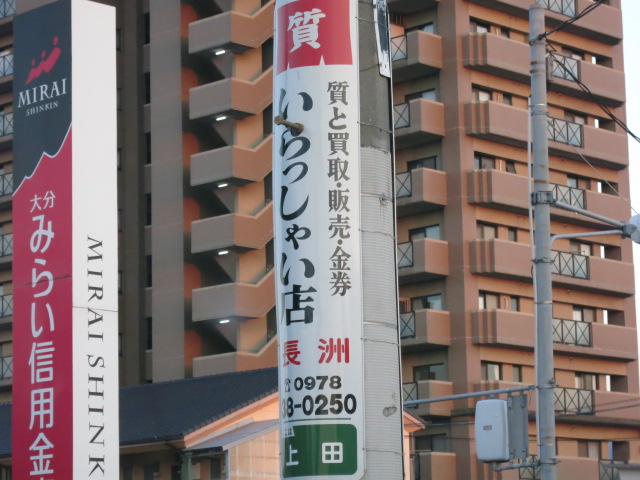 MIRAI
SHINKIN
大分
みらい信用金
MIRAI SHINK
質
質と買取・販売・金券
いらっしゃい店
長洲
☎0978
38-0250
上田